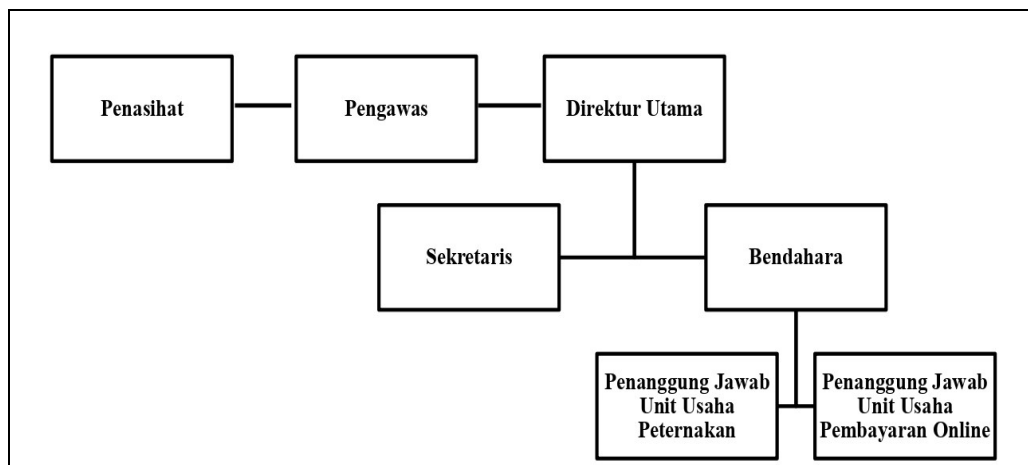 Penasihat
Pengawas
Direktur Utama
Sekretaris
Bendahara
Penanggung Jawab
Unit Usaha
Peternakan
Penanggung Jawab
Unit Usaha
Pembayaran Online